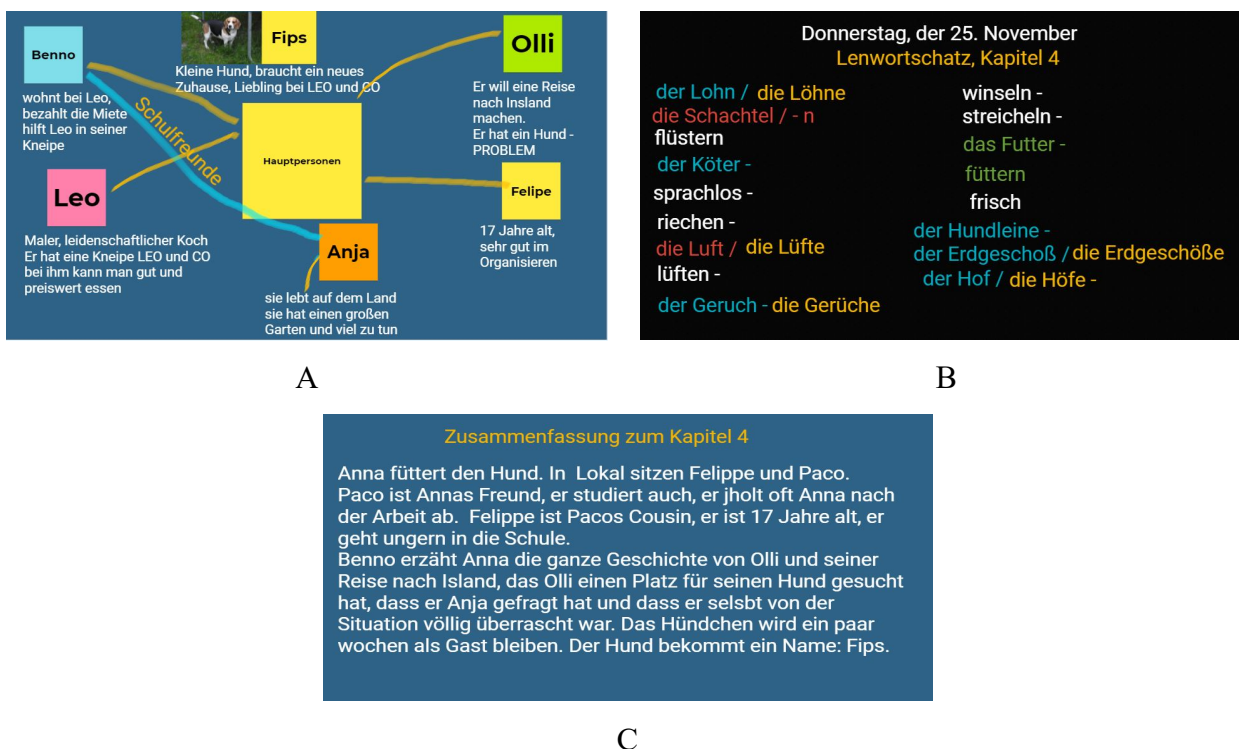 Benno
Fips
Olli
Kleine Hund, braucht ein neues
Zuhause, Liebling bei LEO und CO
wohnt bei Leo,
bezahlt die Miete
hilft Leo in seiner
Kneipe
Schulfreunde
Er will eine Reise
nach Insland
machen.
Er hat ein Hund -
PROBLEM
Hauptpersonen
Leo
Felipe
Maler, leidenschaftlicher Koch
Er hat eine Kneipe LEO und CO
bei ihm kann man gut und
preiswert essen
Anja
17 Jahre alt,
sehr gut im
Organisieren
sie lebt auf dem Land
sie hat einen großen
Garten und viel zu tun
A
Donnerstag, der 25. November
Lenwortschatz, Kapitel 4
der Lohn / die Löhne
die Schachtel / - n
flüstern
der Köter -
sprachlos -
riechen -
die Luft / die Lüfte
lüften -
der Geruch - die Gerüche
winseln -
streicheln -
das Futter -
füttern
frisch
der Hundleine -
der Erdgeschoß / die Erdgeschöße
der Hof / die Höfe -
B
Zusammenfassung zum Kapitel 4
Anna füttert den Hund. In Lokal sitzen Felippe und Paco.
Paco ist Annas Freund, er studiert auch, er jholt oft Anna nach
der Arbeit ab. Felippe ist Pacos Cousin, er ist 17 Jahre alt, er
geht ungern in die Schule.
Benno erzäht Anna die ganze Geschichte von Olli und seiner
Reise nach Island, das Olli einen Platz für seinen Hund gesucht
hat, dass er Anja gefragt hat und dass er selsbt von der
Situation völlig überrascht war. Das Hündchen wird ein paar
wochen als Gast bleiben. Der Hund bekommt ein Name: Fips.
C